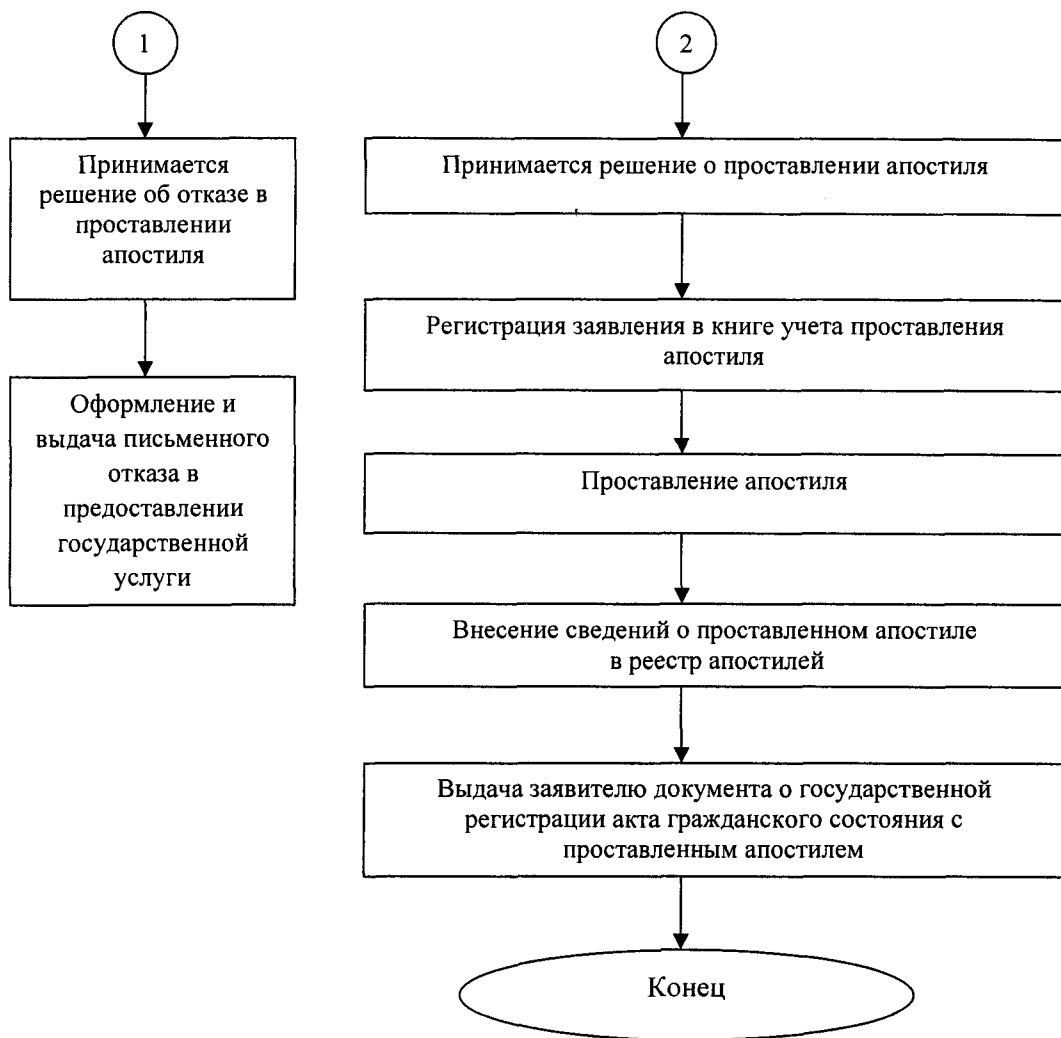 1
Принимается
решение об отказе в
проставлении
апостиля
Оформление и
выдача письменного
отказа в
предоставлении
государственной
услуги
2
Принимается решение о проставлении апостиля
Регистрация заявления в книге учета проставления
апостиля
Проставление апостиля
Внесение сведений о проставленном апостиле
в реестр апостилей
Выдача заявителю документа о государственной
регистрации акта гражданского состояния с
проставленным апостилем
Конец